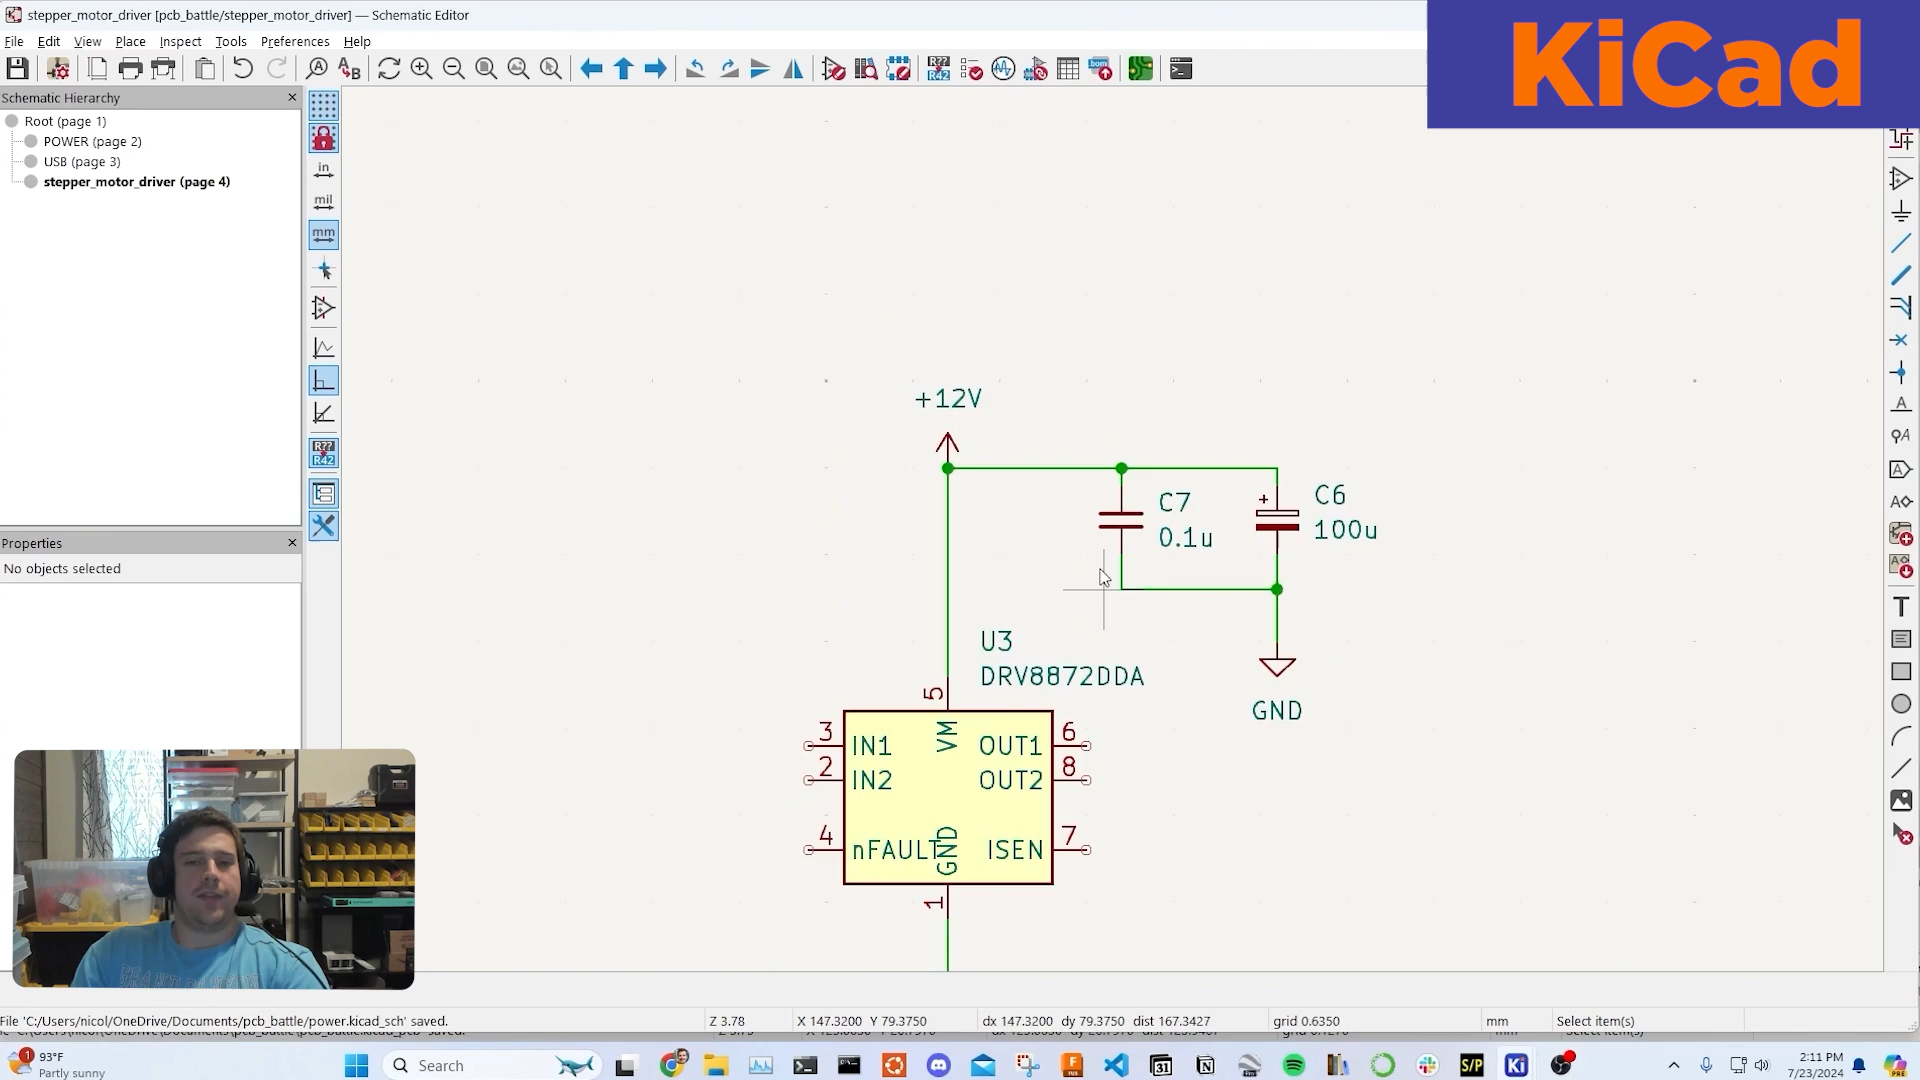 stepper_motor_driver [pcb_battle/stepper_motor_driver] — Schematic Editor
KiCad
File Edit View Place Inspect Tools Preferences Help
Schematic Hierarchy
Root (page 1)
POWER (page 2)
USB (page 3)
stepper_motor_driver (page 4)
in
mil
mm
R??
R42
Properties
No objects selected
+12V
C7
0.1u
+
C6
100u
U3
DRV8872DDA
GND
5
VM
3 IN1
2 IN2
4 nFAULT
OUT1 6
OUT2 8
ISEN 7
GND
1
File 'C:/Users/nicol/OneDrive/Documents/pcb_battle/power.kicad_sch' saved.
Z 3.78
X 147.3200 Y 79.3750
dx 147.3200 dy 79.3750 dist 167.3427
grid 0.6350
mm
Select item(s)
1
93°F
Partly sunny
Search
31
S/P
Ki
2:11 PM
7/23/2024